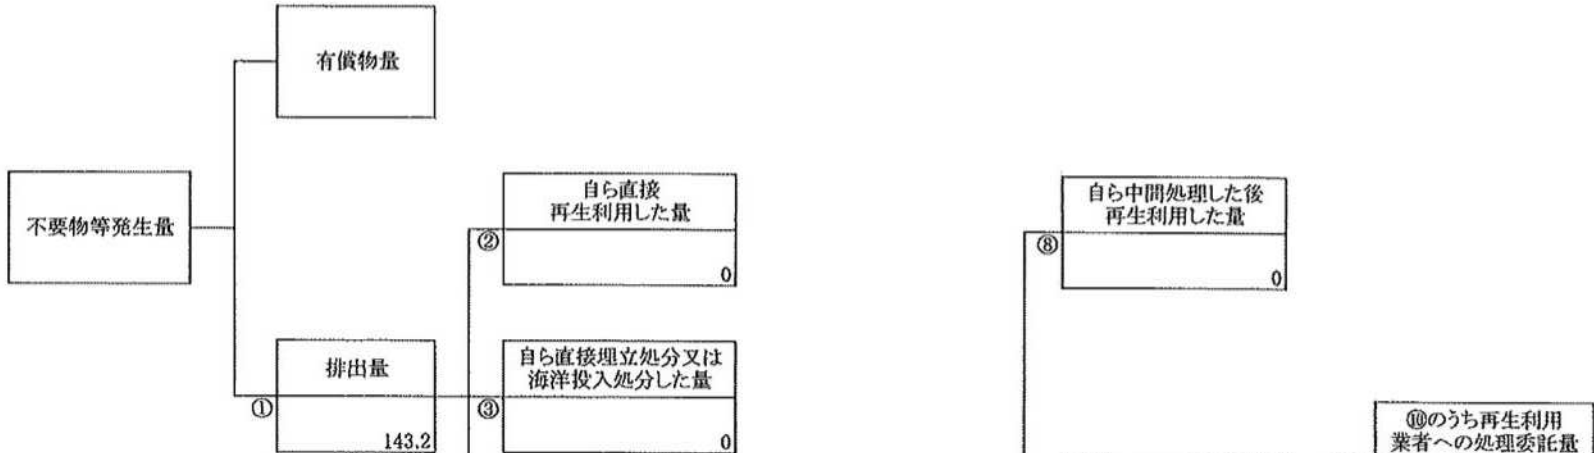 有償物量
不要物等発生量
自ら直接
再生利用した量
②
0
自ら中間処理した後
再生利用した量
⑧
0
排出量
①
143.2
自ら直接埋立処分又は
海洋投入処分した量
③
0
⑩のうち再生利用
業者への処理委託量